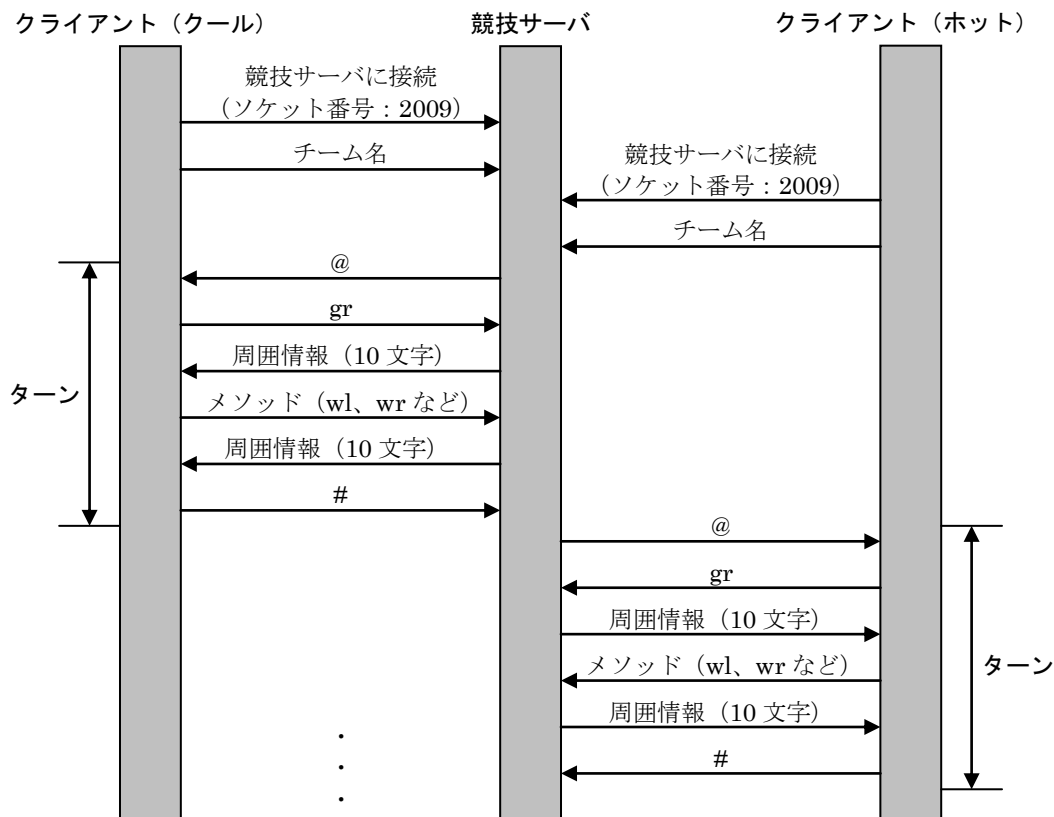 クライアント（クール）
競技サーバ
クライアント（ホット）
競技サーバに接続
（ソケット番号：2009）
チーム名
競技サーバに接続
（ソケット番号：2009）
チーム名
ターン
@
gr
周囲情報（10 文字）
メソッド（wl、wr など）
周囲情報（10 文字）
#
@
gr
周囲情報（10 文字）
メソッド（wl、wr など）
周囲情報（10 文字）
#
ターン